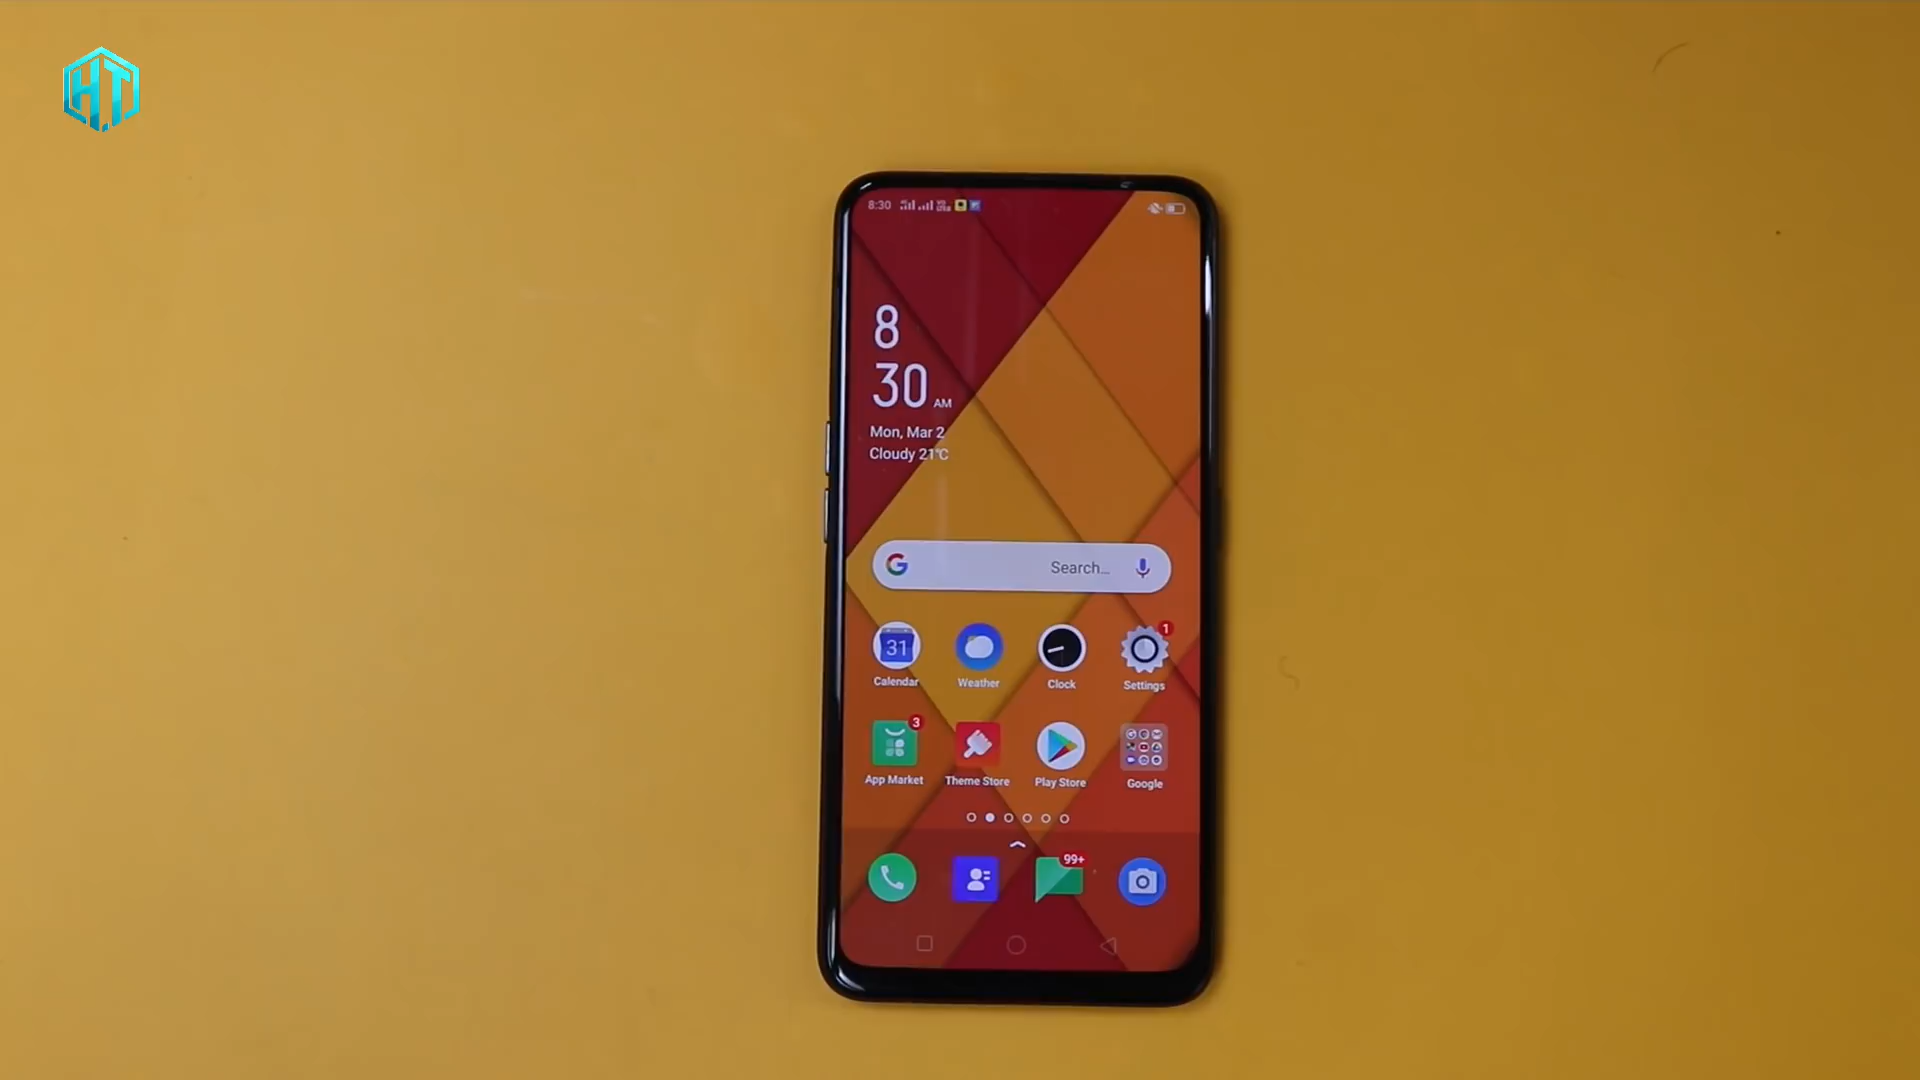 HT
8:30
8
30 AM
Mon, Mar 2
Cloudy 21°C
G Search...
31
Calendar
Weather
Clock
1
Settings
3
App Market
Theme Store
Play Store
Google
99+